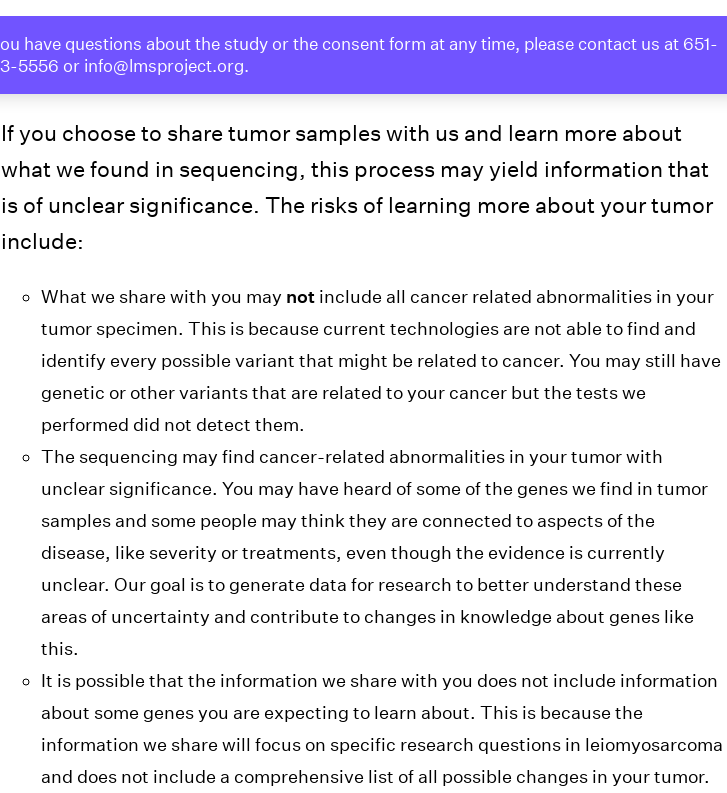 ou have questions about the study or the consent form at any time, please contact us at 651-
3-5556 or info@lmsproject.org.
If you choose to share tumor samples with us and learn more about
what we found in sequencing, this process may yield information that
is of unclear significance. The risks of learning more about your tumor
include:
◦ What we share with you may not include all cancer related abnormalities in your
tumor specimen. This is because current technologies are not able to find and
identify every possible variant that might be related to cancer. You may still have
genetic or other variants that are related to your cancer but the tests we
performed did not detect them.
◦ The sequencing may find cancer-related abnormalities in your tumor with
unclear significance. You may have heard of some of the genes we find in tumor
samples and some people may think they are connected to aspects of the
disease, like severity or treatments, even though the evidence is currently
unclear. Our goal is to generate data for research to better understand these
areas of uncertainty and contribute to changes in knowledge about genes like
this.
◦ It is possible that the information we share with you does not include information
about some genes you are expecting to learn about. This is because the
information we share will focus on specific research questions in leiomyosarcoma
and does not include a comprehensive list of all possible changes in your tumor.